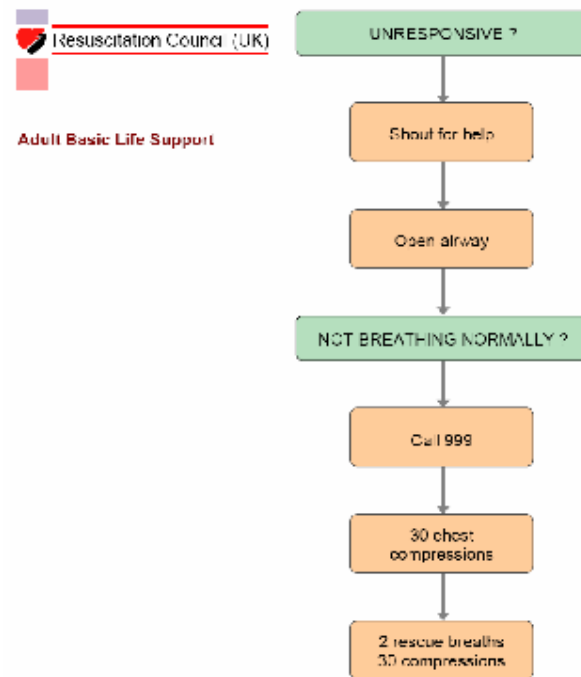 Resuscitation Council (UK)
Adult Basic Life Support
UNRESPONSIVE ?
Shout for help
Open airway
NOT BREATHING NORMALLY ?
Call 999
30 chest
compressions
2 rescue breaths
30 compressions